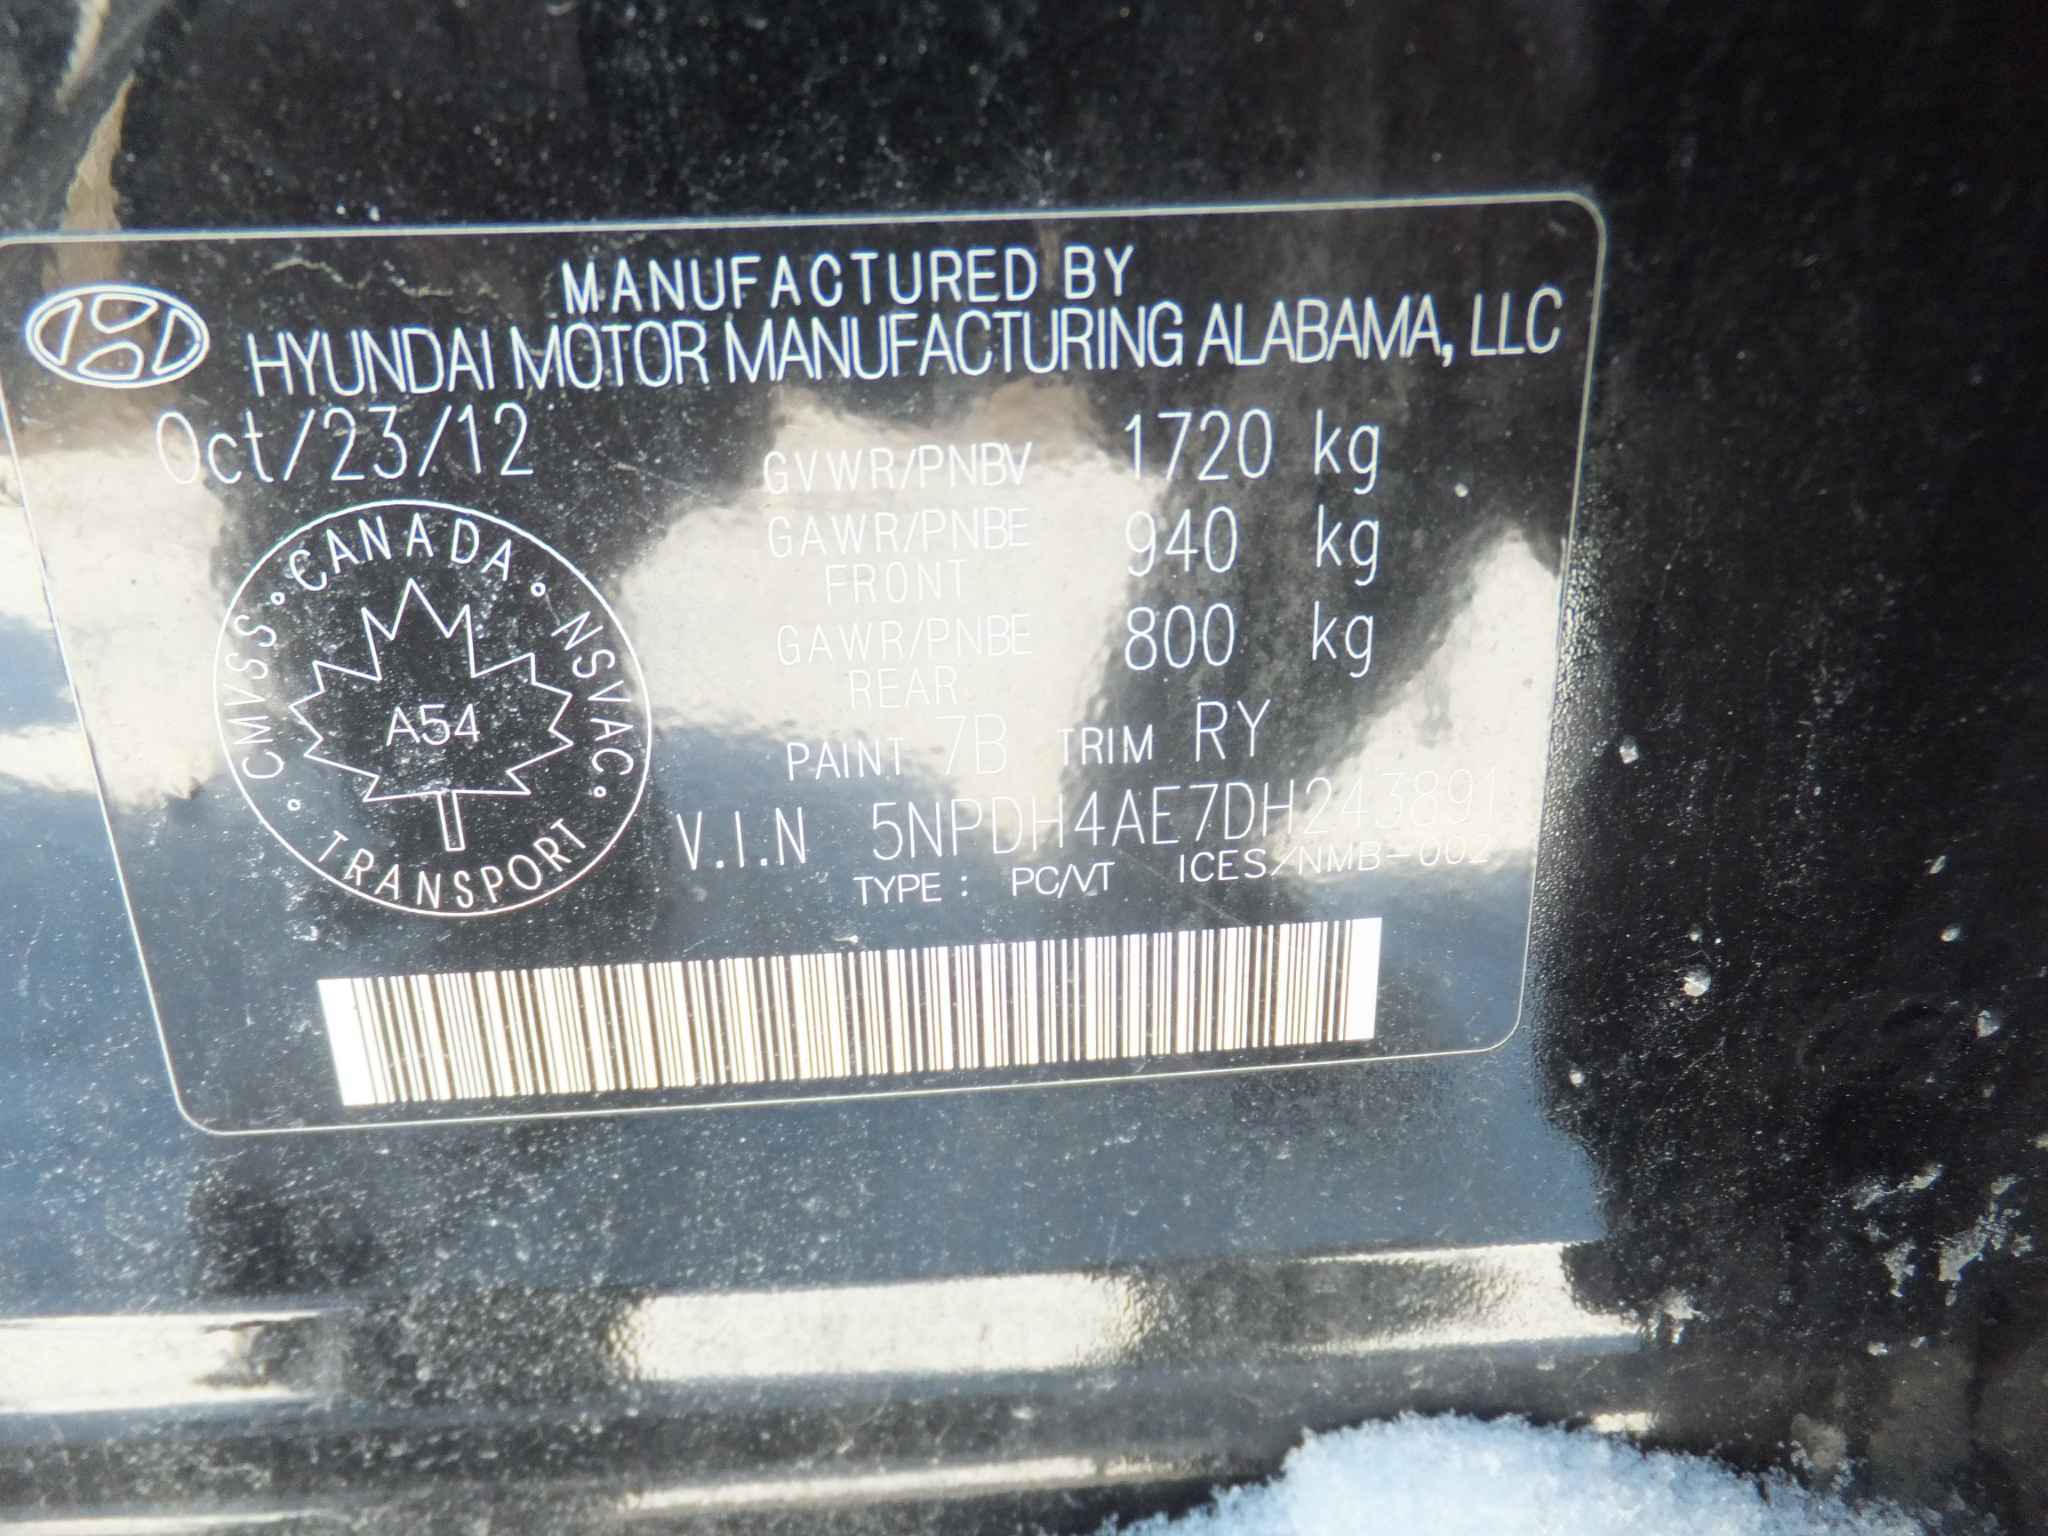 MANUFACTURED BY
HYUNDAI MOTOR MANUFACTURING ALABAMA, LLC
Oct/23/12
GVWR/PNBV 1720 kg
GAWR/PNBE 940 kg
FRONT
GAWR/PNBE 800 kg
REAR
PAINT 7B TRIM RY
V.I.N 5NPDH4AE7DH243891
TYPE : PC/VT ICES/NMB-002
CANADA
CMVSS
NSVAC
A54
TRANSPORT